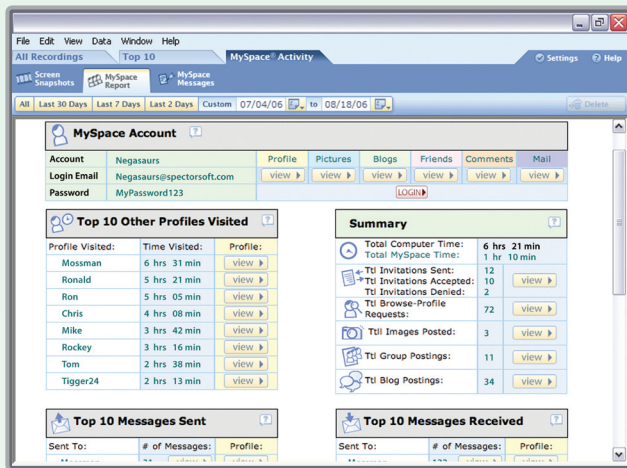 File Edit View Data Window Help
All Recordings Top 10 MySpace® Activity Settings ? Help
Screen Snapshots MySpace Report MySpace Messages
All Last 30 Days Last 7 Days Last 2 Days Custom 07/04/06 to 08/18/06 Delete
MySpace Account ?
Account Negasaurs Profile Pictures Blogs Friends Comments Mail
Login Email Negasaurs@spectorsoft.com view view view view view view
Password MyPassword123 LOGIN
Top 10 Other Profiles Visited ?
Profile Visited: Time Visited: Profile:
Mossman 6 hrs 31 min view
Ronald 5 hrs 21 min view
Ron 5 hrs 05 min view
Chris 4 hrs 08 min view
Mike 3 hrs 42 min view
Rockey 3 hrs 16 min view
Tom 2 hrs 38 min view
Tigger24 2 hrs 13 min view
Summary ?
Total Computer Time: 6 hrs 21 min
Total MySpace Time: 1 hr 10 min
Ttl Invitations Sent: 12
Ttl Invitations Accepted: 10 view
Ttl Invitations Denied: 2
Ttl Browse-Profile Requests: 72 view
Ttll Images Posted: 3 view
Ttl Group Postings: 11 view
Ttl Blog Postings: 34 view
Top 10 Messages Sent ?
Sent To: # of Messages: Profile:
Top 10 Messages Received ?
Sent To: # of Messages: Profile: